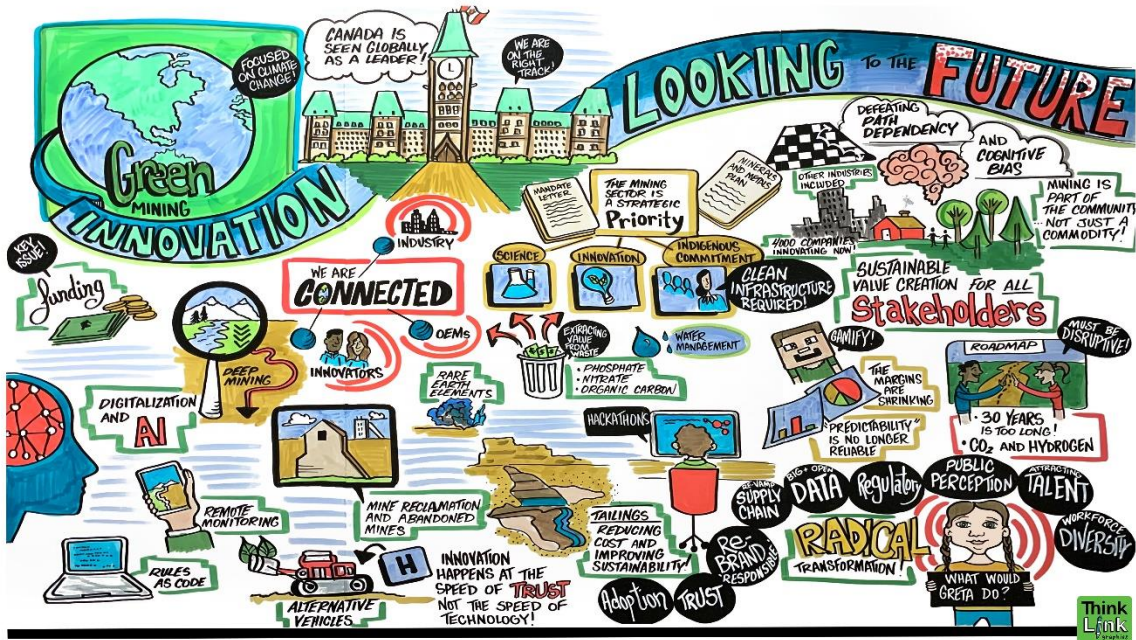 FOCUSED
ON CLIMATE
CHANGE!
Green
MINING
INNOVATION
CANADA IS
SEEN GLOBALLY
AS A LEADER!
WE ARE
ON THE
RIGHT
TRACK!
LOOKING TO THE FUTURE
DEFEATING
PATH
DEPENDENCY
AND
COGNITIVE
BIAS
OTHER INDUSTRIES
INCLUDED
4000 COMPANIES
INNOVATING NOW!
MINING IS
PART OF
THE COMMUNITY
NOT JUST A
COMMODITY!
MANDATE
LETTER
THE MINING
SECTOR IS
A STRATEGIC
Priority
MINERALS
AND METALS
PLAN
SCIENCE
INNOVATION
INDIGENOUS
COMMITMENT
CLEAN
INFRASTRUCTURE
REQUIRED!
SUSTAINABLE
VALUE CREATION FOR ALL
Stakeholders
KEY
ISSUE!
funding
INDUSTRY
WE ARE
CONNECTED
OEMs
INNOVATORS
DEEP
MINING
EXTRACTING
VALUE
FROM
WASTE
• PHOSPHATE
• NITRATE
• ORGANIC CARBON
WATER
MANAGEMENT
RARE
EARTH
ELEMENTS
GAMIFY!
THE
MARGINS
ARE
SHRINKING
"PREDICTABILITY"
IS NO LONGER
RELIABLE
ROADMAP
MUST BE
DISRUPTIVE!
• 30 YEARS
IS TOO LONG!
• CO2 AND HYDROGEN
DIGITALIZATION
AND AI
REMOTE
MONITORING
RULES
AS CODE
MINE RECLAMATION
AND ABANDONED
MINES
H
ALTERNATIVE
VEHICLES
INNOVATION
HAPPENS AT THE
SPEED OF TRUST
NOT THE SPEED OF
TECHNOLOGY!
HACKATHONS
TAILINGS
REDUCING
COST AND
IMPROVING
SUSTAINABILITY!
Adoption
TRUST
Re-
BRAND
RESPONSIBLE
RE-VAMP
SUPPLY
CHAIN
BIG + OPEN
DATA
Regulatory
PUBLIC
PERCEPTION
ATTRACTING
TALENT
WORKFORCE
DIVERSITY
RADICAL
TRANSFORMATION!
WHAT WOULD
GRETA DO?
Think
Link
graphics